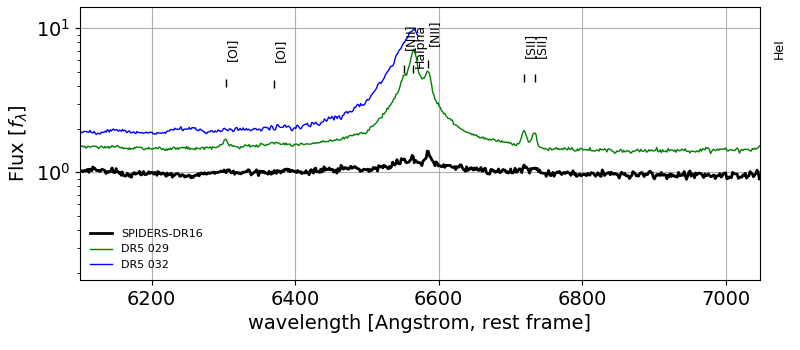 [OI]
[OI]
[NII]
Halpha
[NII]
[SII]
[SII]
HeI
10¹
10⁰
Flux [f_λ]
SPIDERS-DR16
DR5 029
DR5 032
6200 6400 6600 6800 7000
wavelength [Angstrom, rest frame]